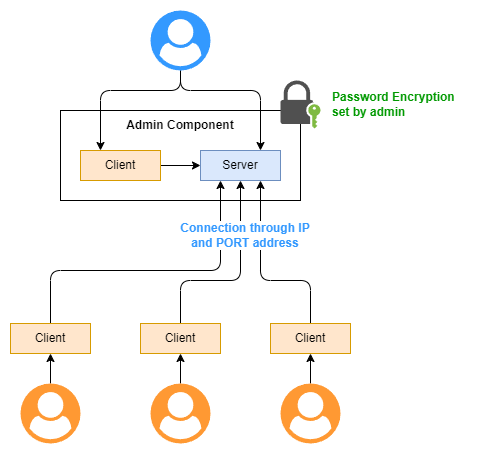 Password Encryption
set by admin
Admin Component
Client
Server
Connection through IP
and PORT address
Client
Client
Client